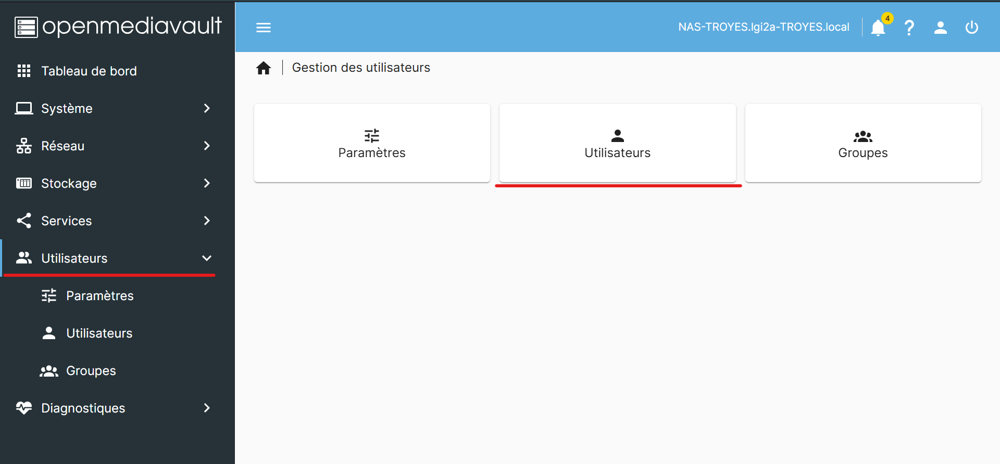 openmediavault
NAS-TROYES.lgi2a-TROYES.local
4
Tableau de bord
Système
Réseau
Stockage
Services
Utilisateurs
Paramètres
Utilisateurs
Groupes
Diagnostiques
Gestion des utilisateurs
Paramètres
Utilisateurs
Groupes